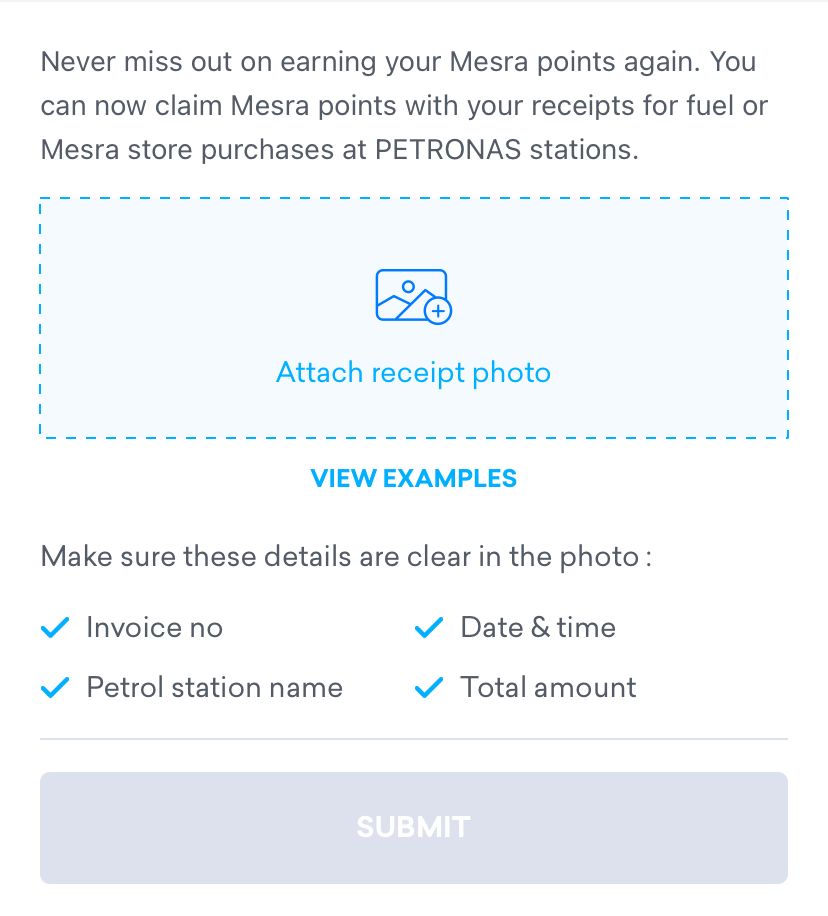 Never miss out on earning your Mesra points again. You
can now claim Mesra points with your receipts for fuel or
Mesra store purchases at PETRONAS stations.
Attach receipt photo
VIEW EXAMPLES
Make sure these details are clear in the photo :
Invoice no
Date & time
Petrol station name
Total amount
SUBMIT